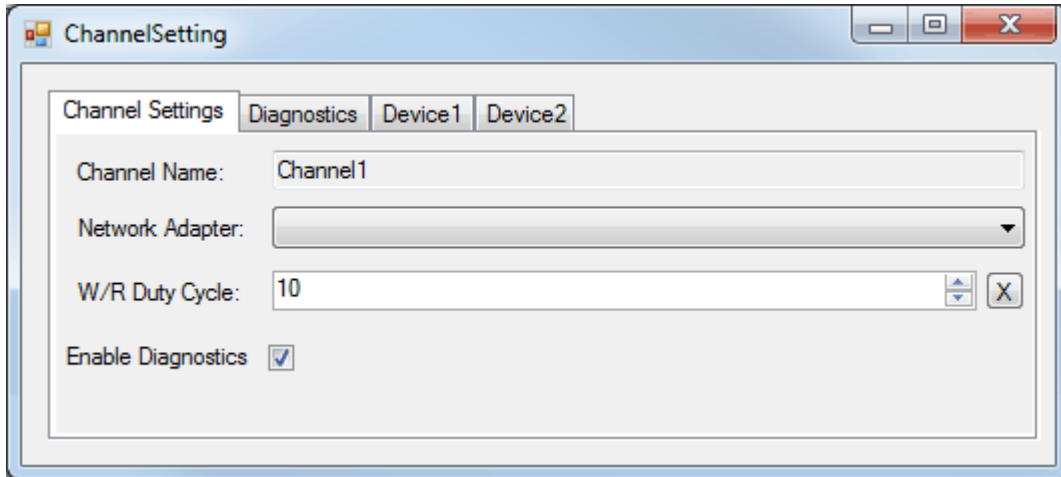 ChannelSetting
Channel Settings Diagnostics Device1 Device2
Channel Name: Channel1
Network Adapter:
W/R Duty Cycle: 10 X
Enable Diagnostics